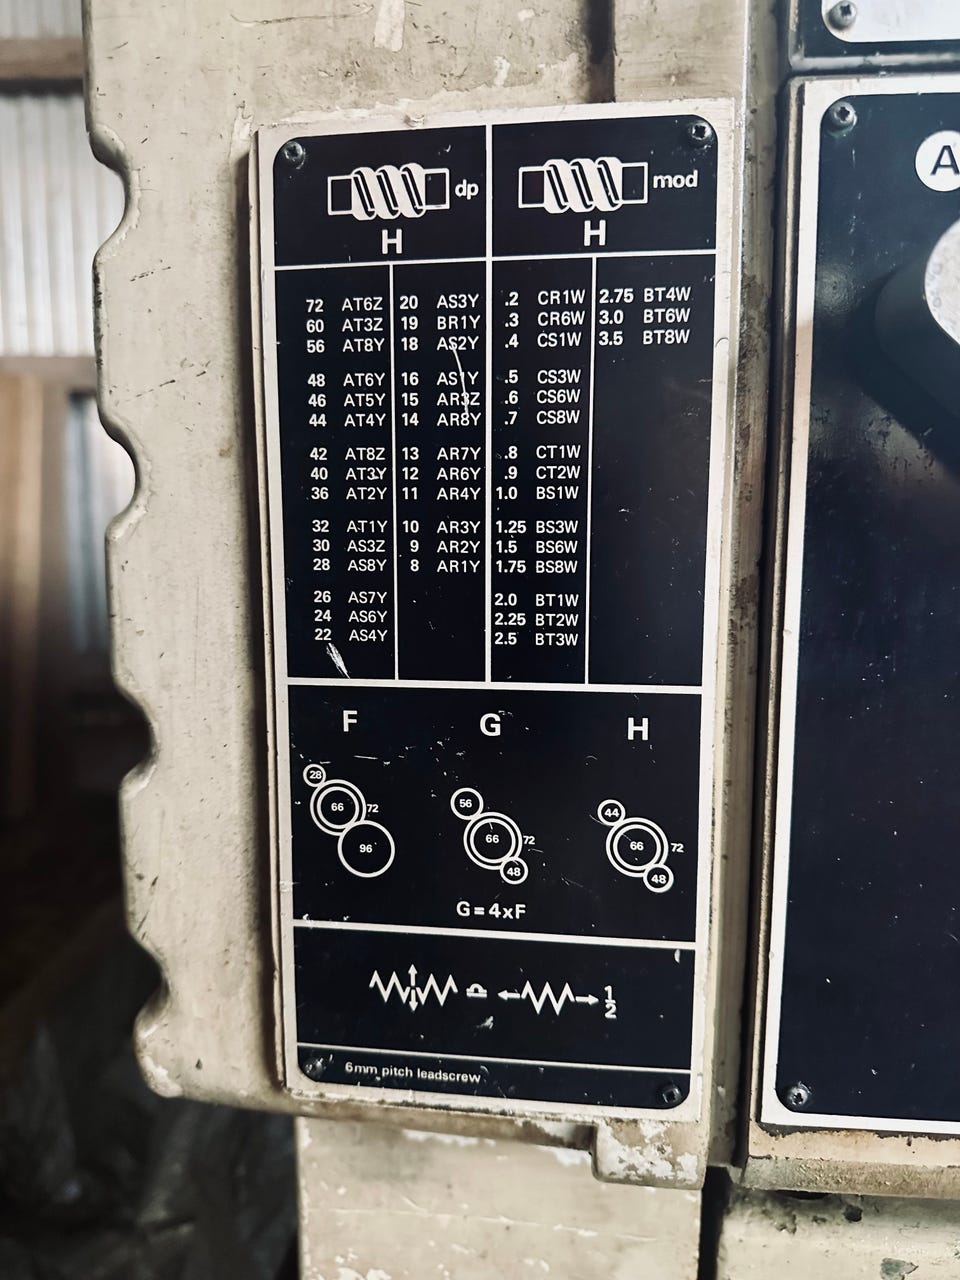 dp
H
mod
H
72 AT6Z 20 AS3Y .2 CR1W 2.75 BT4W
60 AT3Z 19 BR1Y .3 CR6W 3.0 BT6W
56 AT8Y 18 AS2Y .4 CS1W 3.5 BT8W
48 AT6Y 16 AS1Y .5 CS3W
46 AT5Y 15 AR3Z .6 CS6W
44 AT4Y 14 AR8Y .7 CS8W
42 AT8Z 13 AR7Y .8 CT1W
40 AT3Y 12 AR6Y .9 CT2W
36 AT2Y 11 AR4Y 1.0 BS1W
32 AT1Y 10 AR3Y 1.25 BS3W
30 AS3Z 9 AR2Y 1.5 BS6W
28 AS8Y 8 AR1Y 1.75 BS8W
26 AS7Y 2.0 BT1W
24 AS6Y 2.25 BT2W
22 AS4Y 2.5 BT3W
F G H
28 66 72 96
56 66 72 48
44 66 72 48
G=4xF
1/2
6mm pitch leadscrew
A